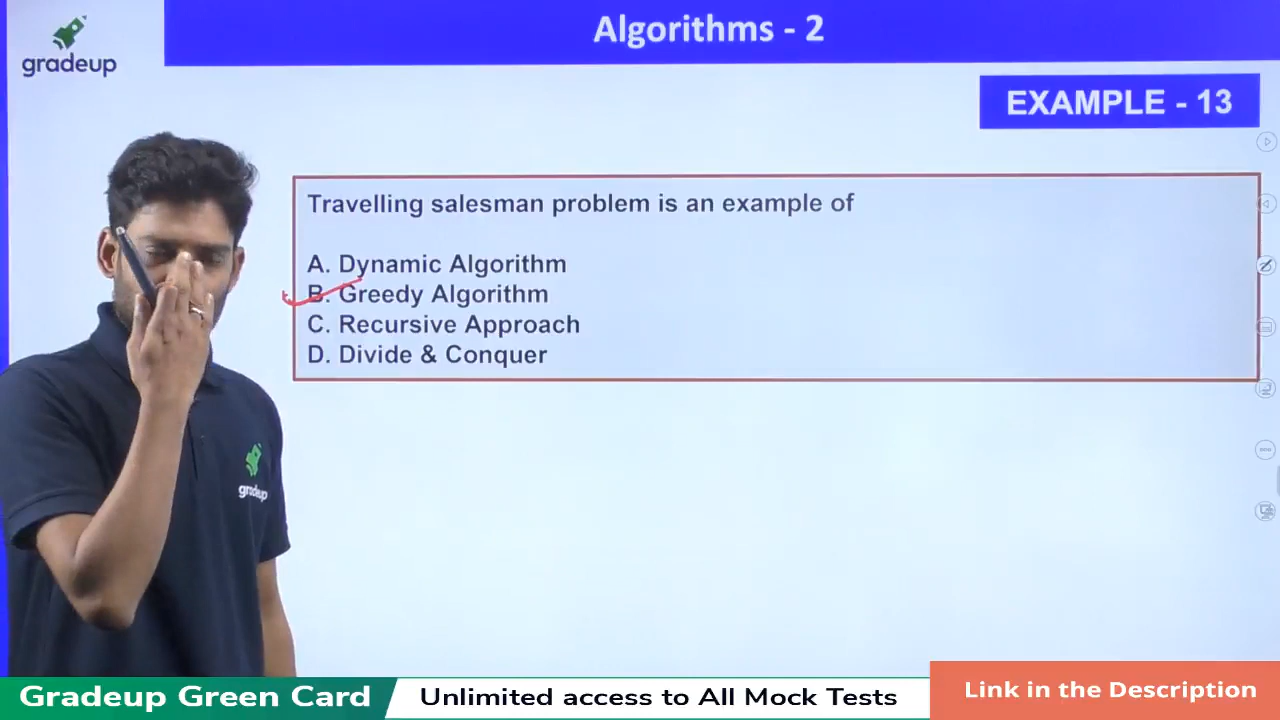 gradeup
Algorithms - 2
EXAMPLE - 13
Travelling salesman problem is an example of
A. Dynamic Algorithm
B. Greedy Algorithm
C. Recursive Approach
D. Divide & Conquer
gradeup
Gradeup Green Card
Unlimited access to All Mock Tests
Link in the Description